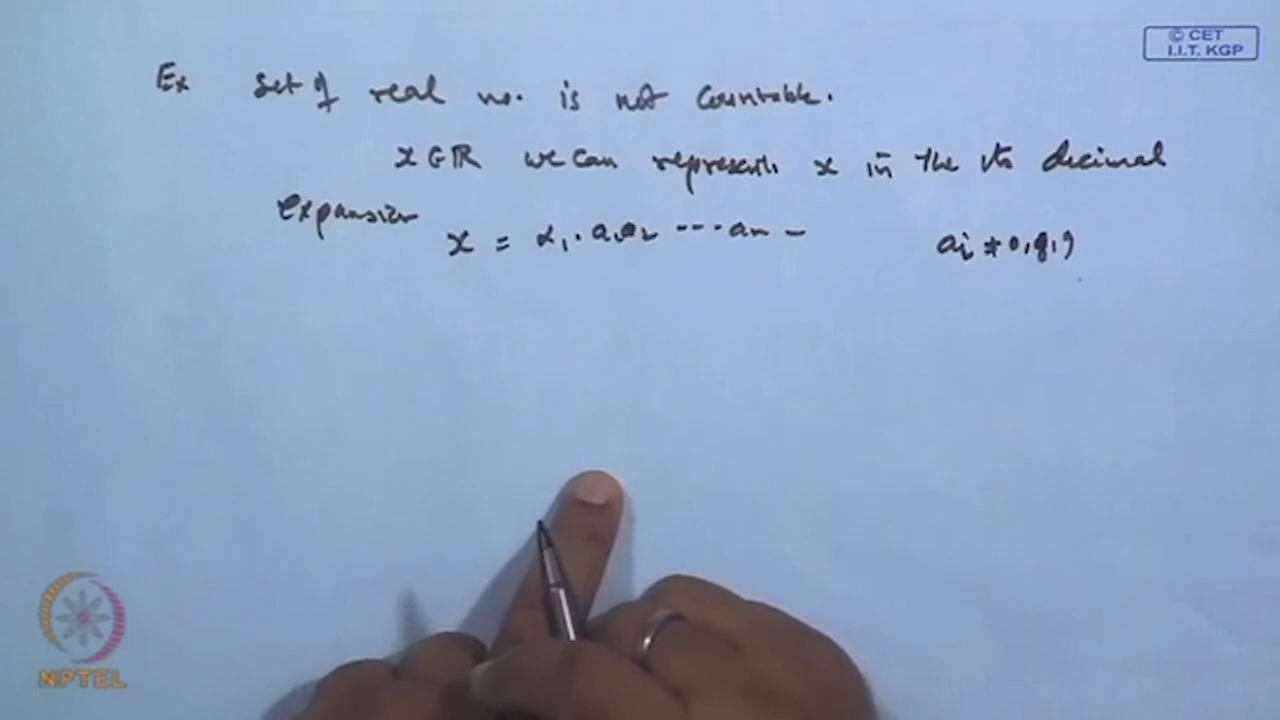 © CET
I.I.T. KGP
Ex Set of real no. is not Countable.
x ∈ R we can represent x in the its decimal
expansion
x = α₁. a₁a₂ ---- aₙ – aᵢ ≠ 0, 8, 9
NPTEL